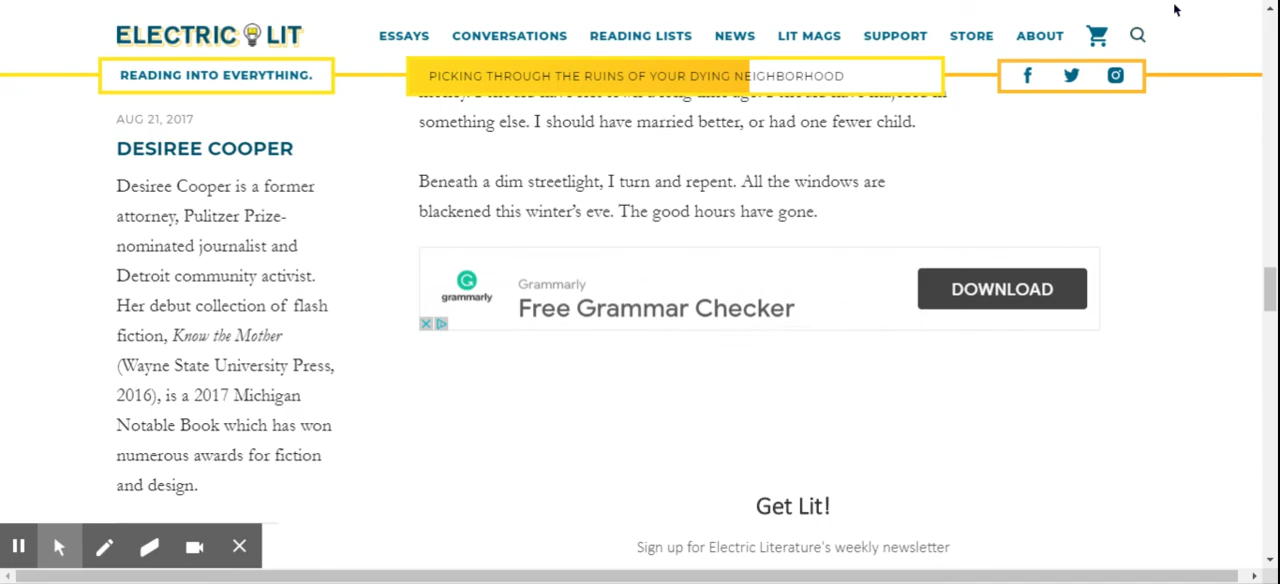 ELECTRIC LIT
ESSAYS CONVERSATIONS READING LISTS NEWS LIT MAGS SUPPORT STORE ABOUT
READING INTO EVERYTHING.
PICKING THROUGH THE RUINS OF YOUR DYING NEIGHBORHOOD
AUG 21, 2017
DESIREE COOPER
Desiree Cooper is a former
attorney, Pulitzer Prize-
nominated journalist and
Detroit community activist.
Her debut collection of flash
fiction, Know the Mother
(Wayne State University Press,
2016), is a 2017 Michigan
Notable Book which has won
numerous awards for fiction
and design.
something else. I should have married better, or had one fewer child.
Beneath a dim streetlight, I turn and repent. All the windows are
blackened this winter's eve. The good hours have gone.
grammarly
Grammarly
Free Grammar Checker
DOWNLOAD
Get Lit!
Sign up for Electric Literature's weekly newsletter